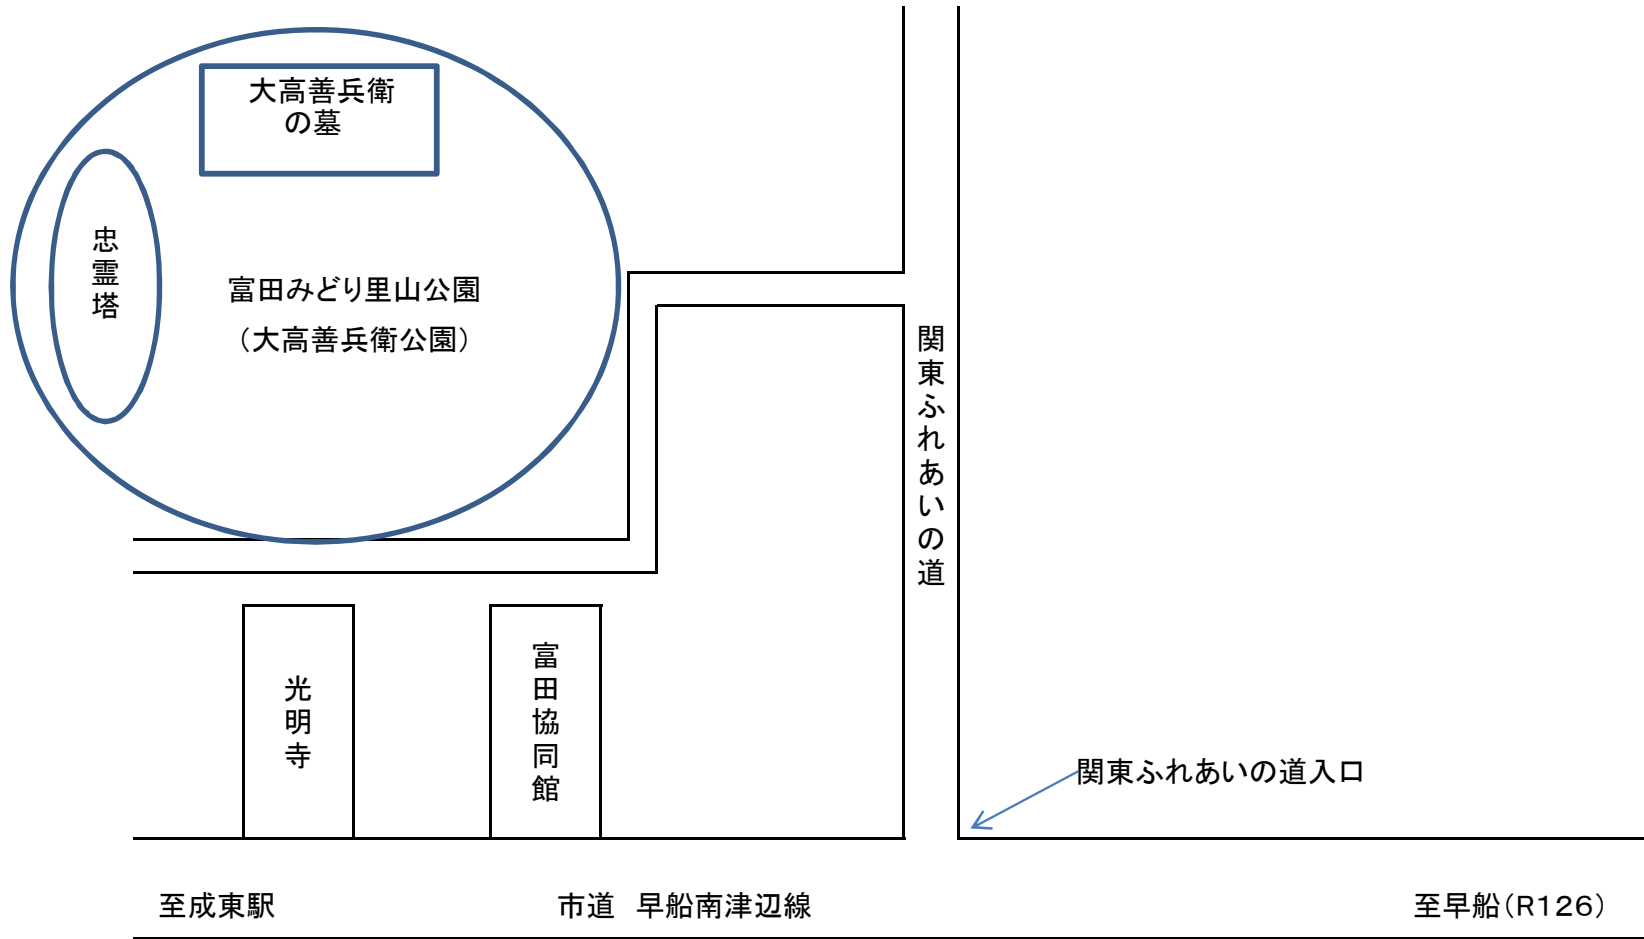 大高善兵衛
の墓
忠霊塔
富田みどり里山公園
（大高善兵衛公園）
関東ふれあいの道
光明寺
富田協同館
関東ふれあいの道入口
至成東駅
市道　早船南津辺線
至早船（R126）